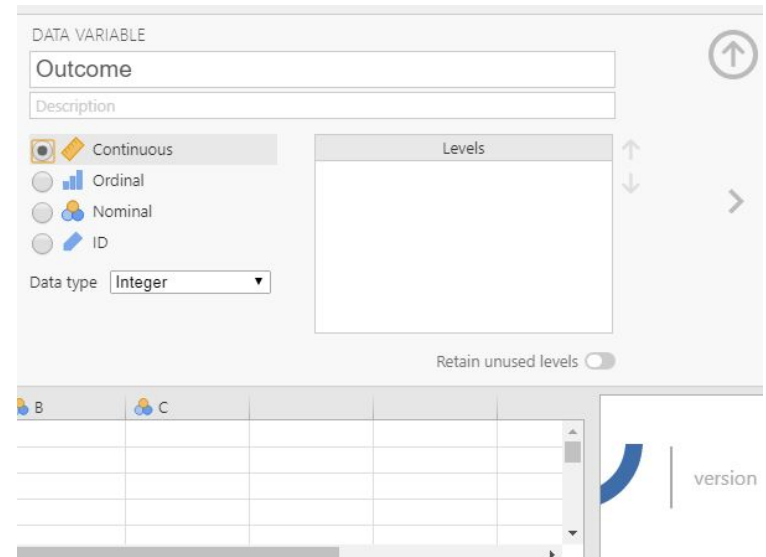 DATA VARIABLE
Outcome
Description
Continuous
Levels
Ordinal
Nominal
ID
Data type Integer
Retain unused levels
B C
version